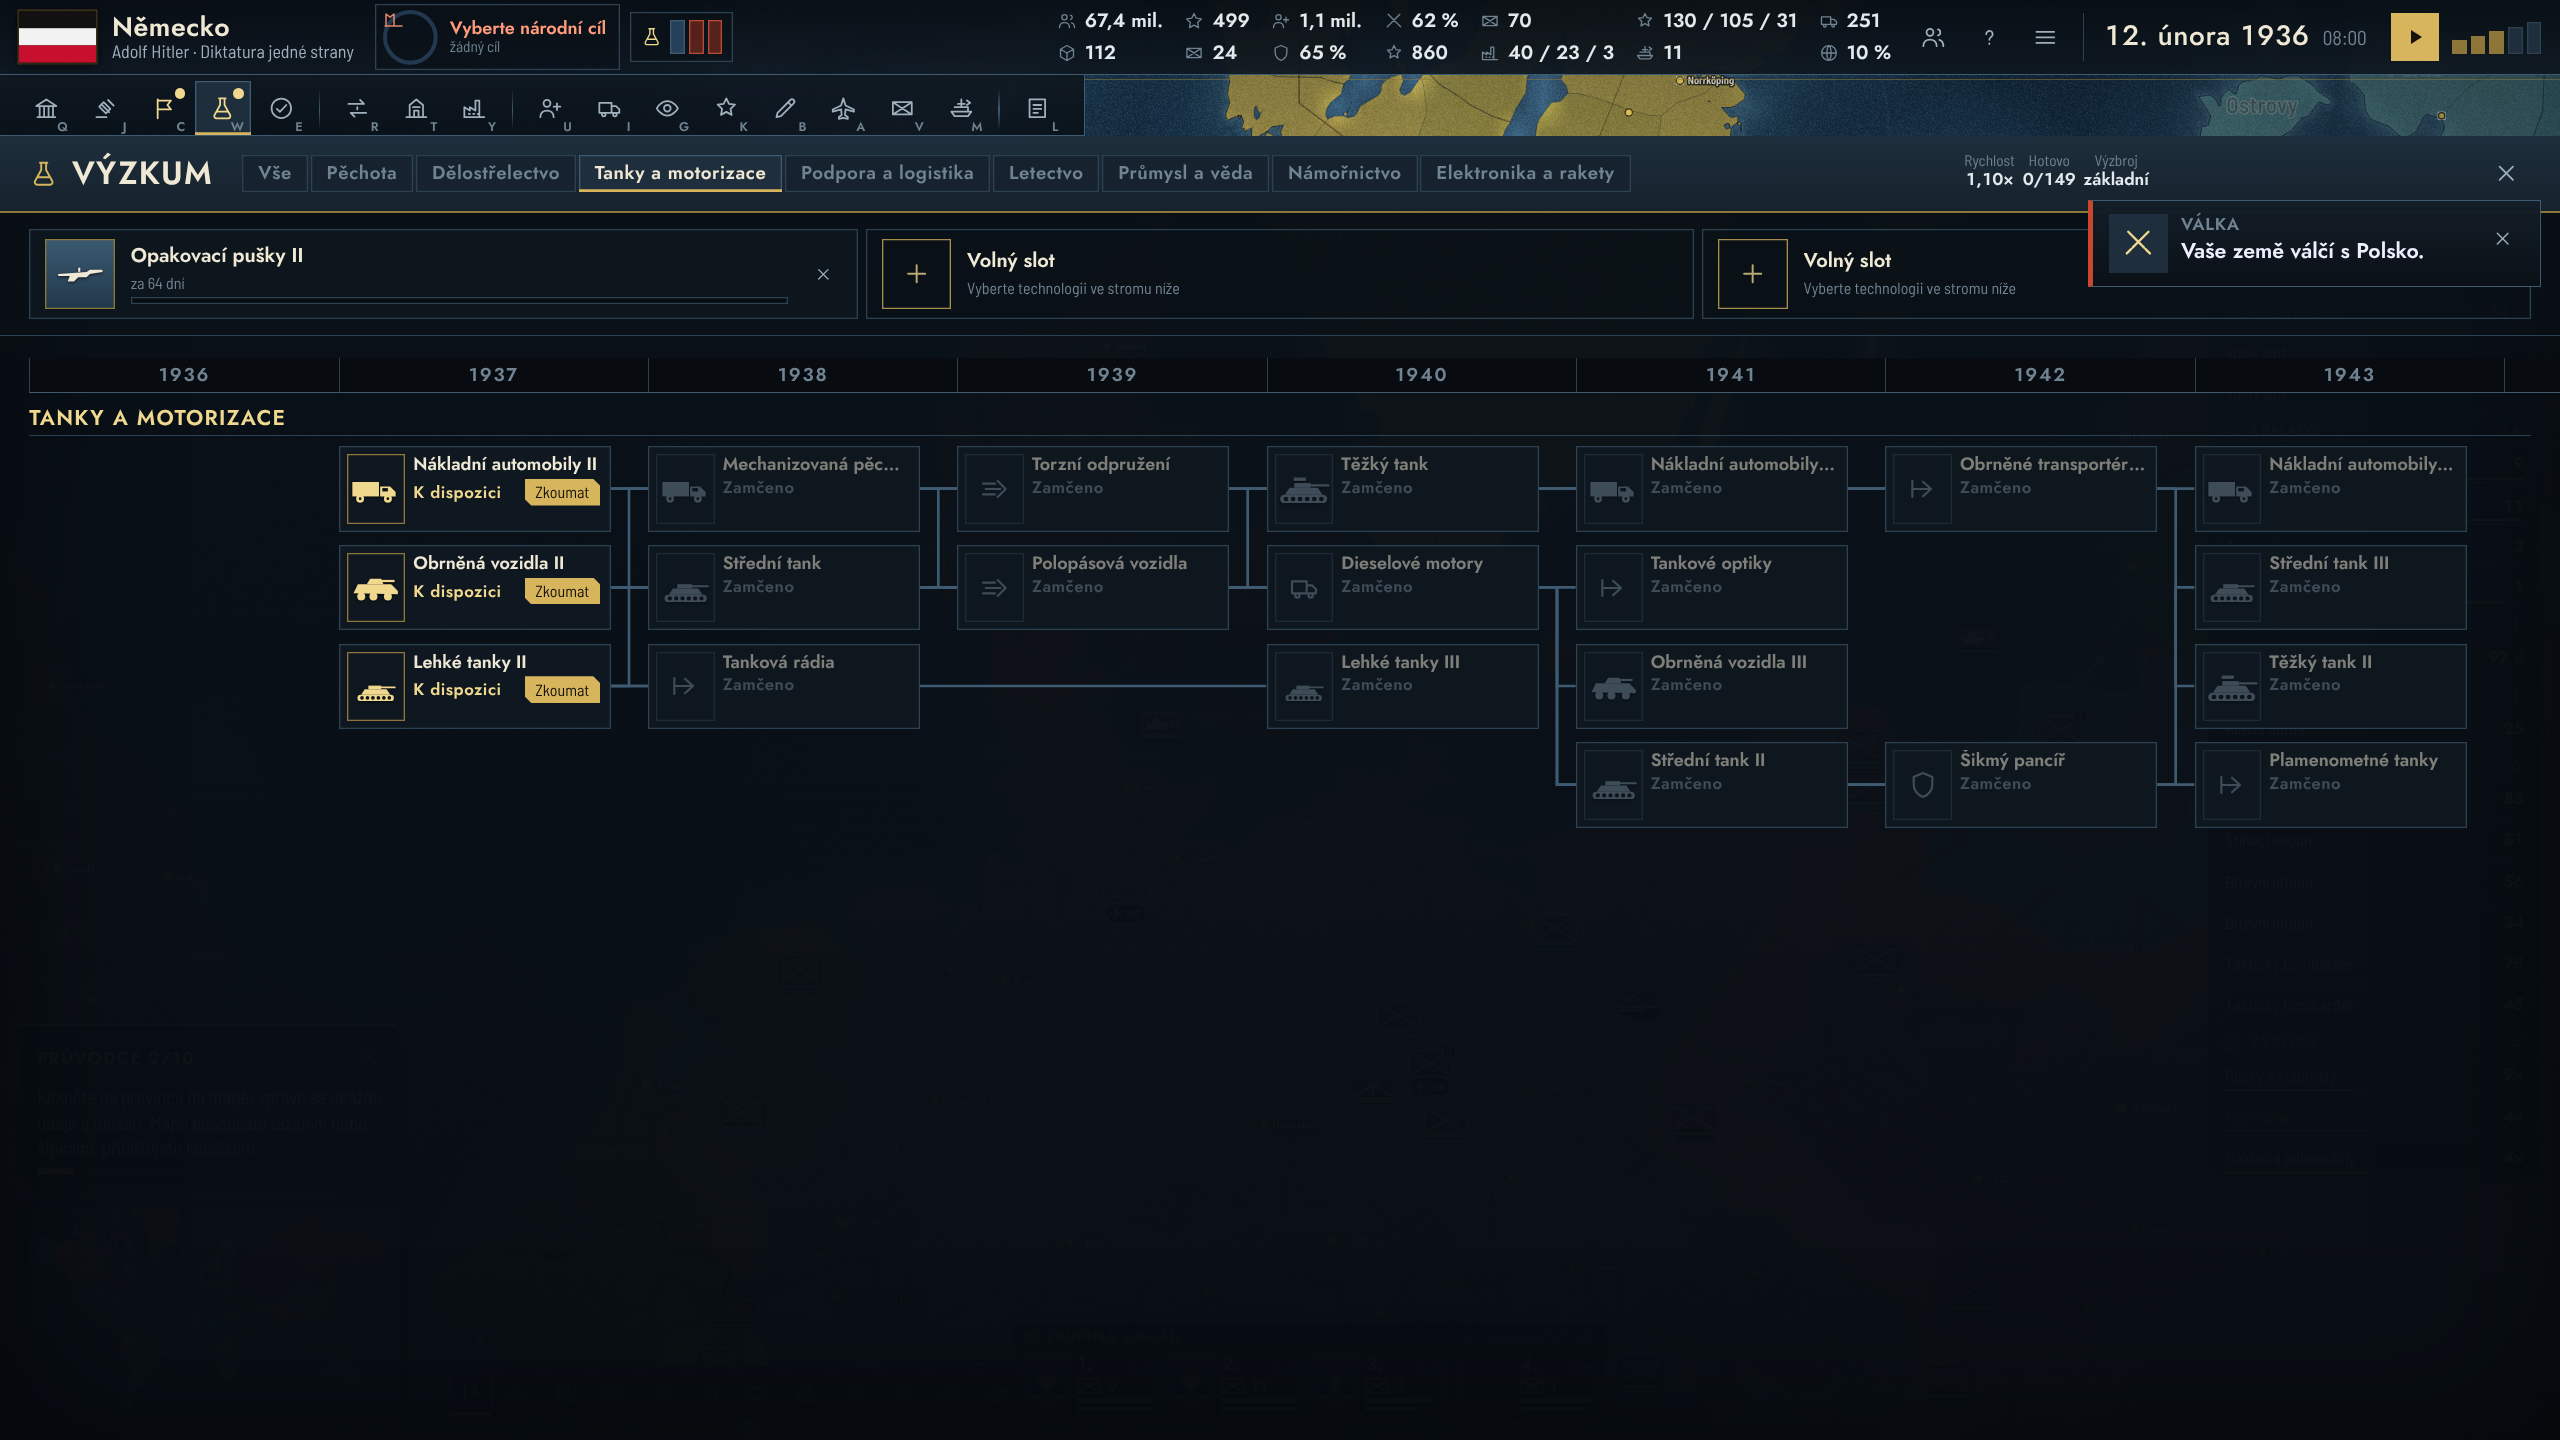 Německo
Adolf Hitler · Diktatura jedné strany
Vyberte národní cíl
žádný cíl
67,4 mil. 499 1,1 mil. 62 % 70 130 / 105 / 31 251
112 24 65 % 860 40 / 23 / 3 11 10 %
?
12. února 1936 08:00
Q J C W E R T Y U I G K B A V M L
Norrköping
Ostrovy
VÝZKUM
Vše
Pěchota
Dělostřelectvo
Tanky a motorizace
Podpora a logistika
Letectvo
Průmysl a věda
Námořnictvo
Elektronika a rakety
Rychlost Hotovo Výzbroj
1,10× 0/149 základní
VÁLKA
Vaše země válčí s Polsko.
Opakovací pušky II
za 64 dní
Volný slot
Vyberte technologii ve stromu níže
Volný slot
Vyberte technologii ve stromu níže
1936 1937 1938 1939 1940 1941 1942 1943
TANKY A MOTORIZACE
Nákladní automobily II
K dispozici Zkoumat
Mechanizovaná pěc...
Zamčeno
Torzní odpružení
Zamčeno
Těžký tank
Zamčeno
Nákladní automobily...
Zamčeno
Obrněné transportér...
Zamčeno
Nákladní automobily...
Zamčeno
Obrněná vozidla II
K dispozici Zkoumat
Střední tank
Zamčeno
Polopásová vozidla
Zamčeno
Dieselové motory
Zamčeno
Tankové optiky
Zamčeno
Střední tank III
Zamčeno
Lehké tanky II
K dispozici Zkoumat
Tanková rádia
Zamčeno
Lehké tanky III
Zamčeno
Obrněná vozidla III
Zamčeno
Těžký tank II
Zamčeno
Střední tank II
Zamčeno
Šikmý pancíř
Zamčeno
Plamenometné tanky
Zamčeno
PRŮVODCE 2/10